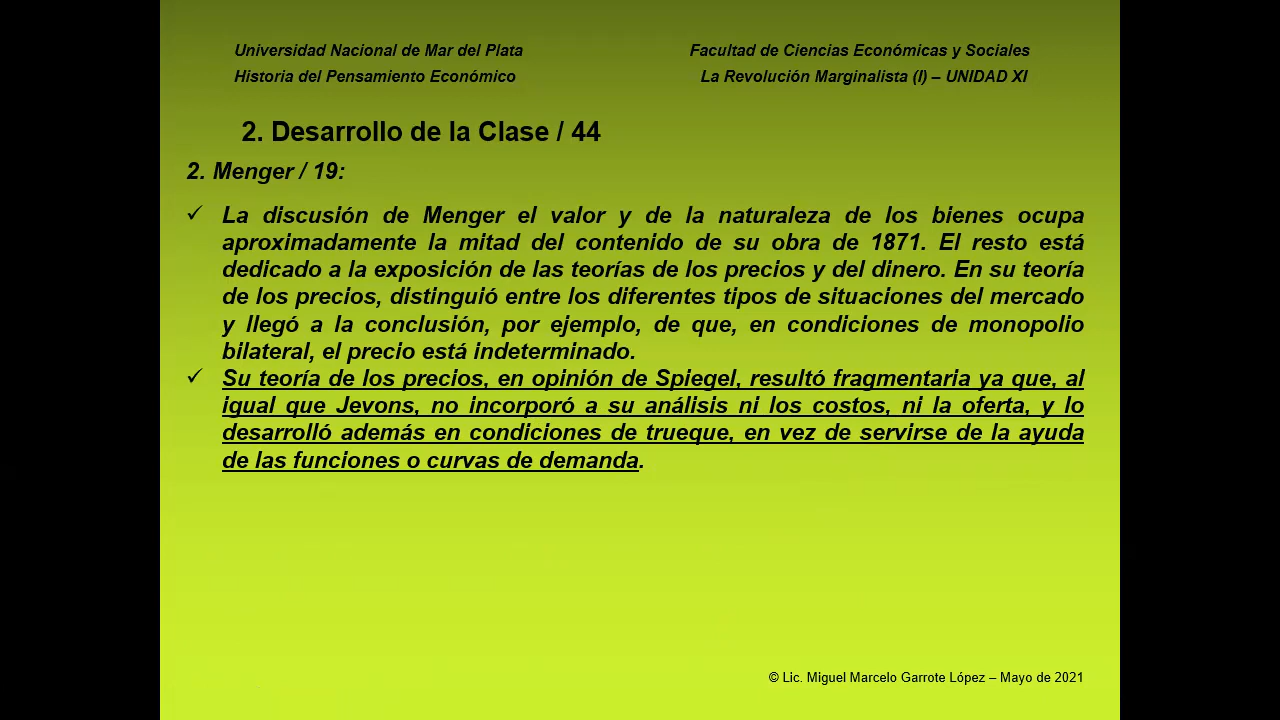 Universidad Nacional de Mar del Plata
Facultad de Ciencias Económicas y Sociales
Historia del Pensamiento Económico
La Revolución Marginalista (I) – UNIDAD XI
2. Desarrollo de la Clase / 44
2. Menger / 19:
✓ La discusión de Menger el valor y de la naturaleza de los bienes ocupa
aproximadamente la mitad del contenido de su obra de 1871. El resto está
dedicado a la exposición de las teorías de los precios y del dinero. En su teoría
de los precios, distinguió entre los diferentes tipos de situaciones del mercado
y llegó a la conclusión, por ejemplo, de que, en condiciones de monopolio
bilateral, el precio está indeterminado.
✓ Su teoría de los precios, en opinión de Spiegel, resultó fragmentaria ya que, al
igual que Jevons, no incorporó a su análisis ni los costos, ni la oferta, y lo
desarrolló además en condiciones de trueque, en vez de servirse de la ayuda
de las funciones o curvas de demanda.
© Lic. Miguel Marcelo Garrote López – Mayo de 2021